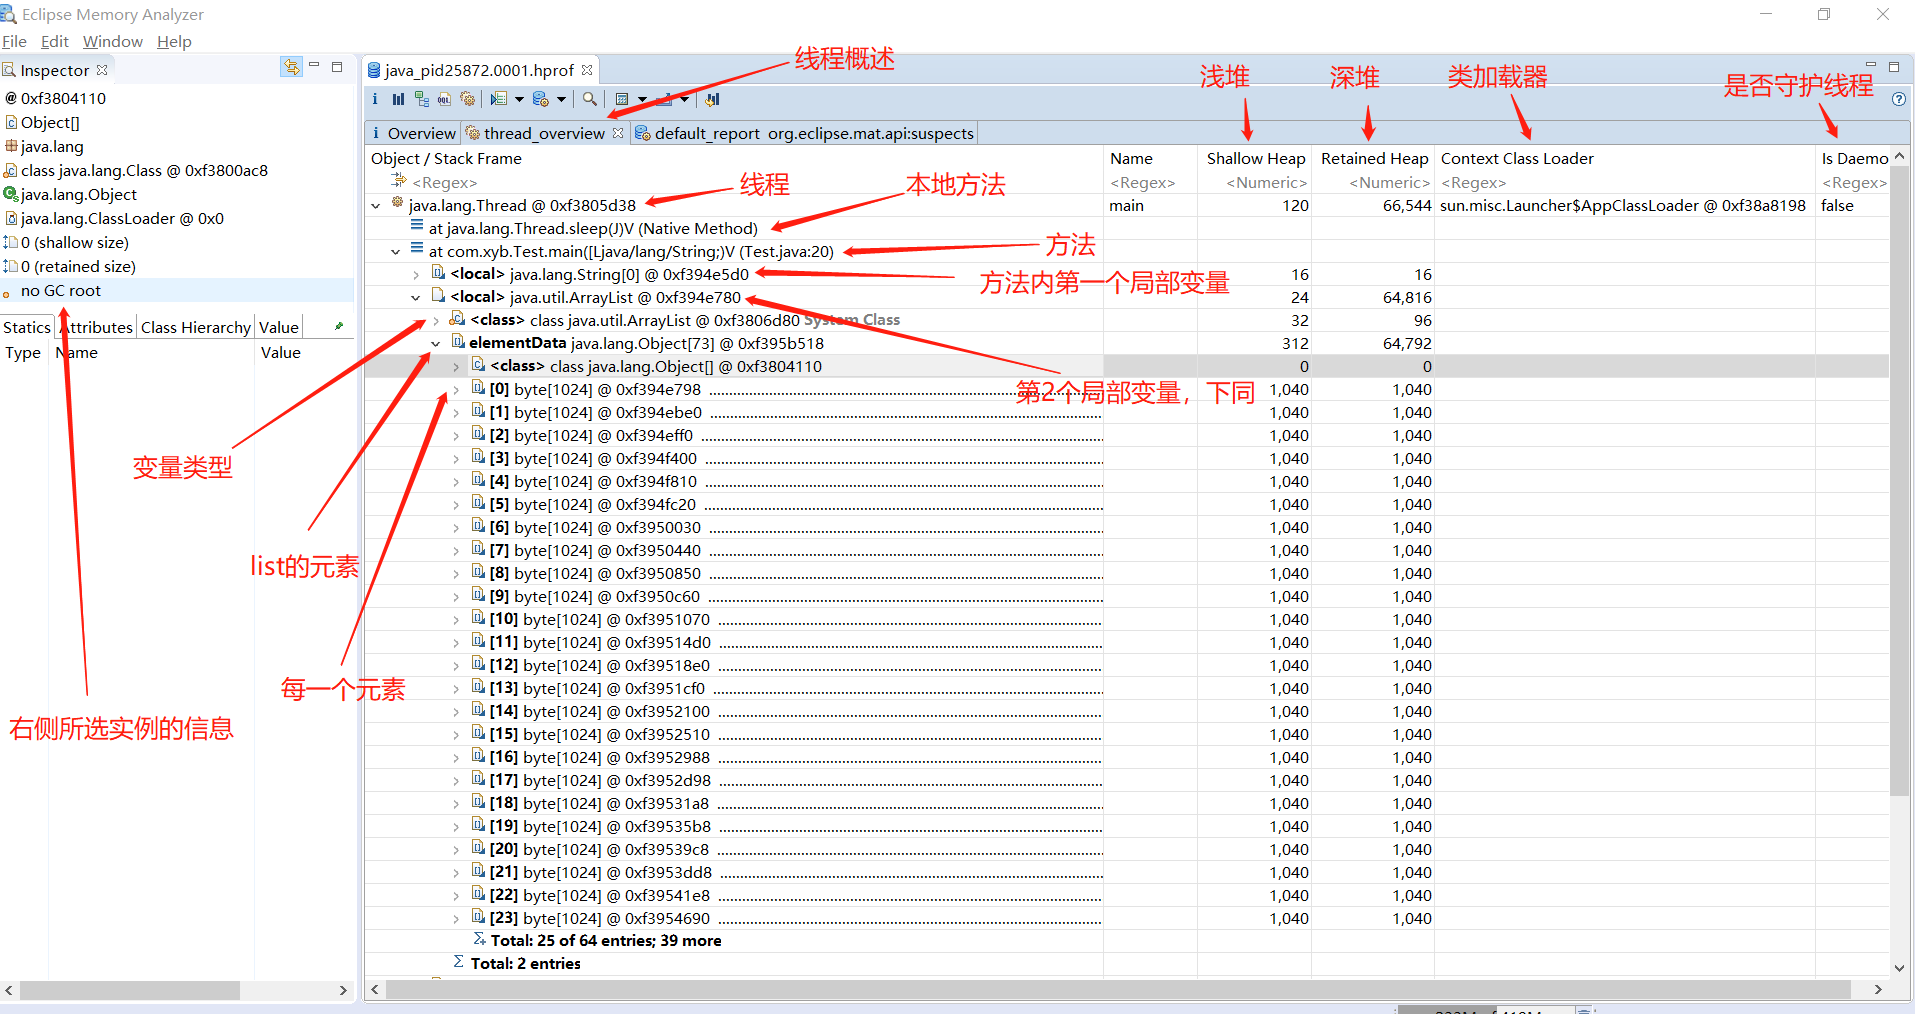 Eclipse Memory Analyzer
File Edit Window Help
Inspector
@ 0xf3804110
Object[]
java.lang
class java.lang.Class @ 0xf3800ac8
java.lang.Object
java.lang.ClassLoader @ 0x0
0 (shallow size)
0 (retained size)
no GC root
Statics Attributes Class Hierarchy Value
Type Name Value
变量类型
list的元素
每一个元素
右侧所选实例的信息
java_pid25872.0001.hprof
线程概述
浅堆
深堆
类加载器
是否守护线程
i Overview thread_overview default_report org.eclipse.mat.api:suspects
Object / Stack Frame Name Shallow Heap Retained Heap Context Class Loader Is Daemo
<Regex> <Regex> <Numeric> <Numeric> <Regex> <Regex>
线程
本地方法
java.lang.Thread @ 0xf3805d38 main 120 66,544 sun.misc.Launcher$AppClassLoader @ 0xf38a8198 false
at java.lang.Thread.sleep(J)V (Native Method)
at com.xyb.Test.main([Ljava/lang/String;)V (Test.java:20)
方法
<local> java.lang.String[0] @ 0xf394e5d0 16 16
方法内第一个局部变量
<local> java.util.ArrayList @ 0xf394e780 24 64,816
<class> class java.util.ArrayList @ 0xf3806d80 System Class 32 96
elementData java.lang.Object[73] @ 0xf395b518 312 64,792
<class> class java.lang.Object[] @ 0xf3804110 0 0
第2个局部变量，下同
[0] byte[1024] @ 0xf394e798 1,040 1,040
[1] byte[1024] @ 0xf394ebe0 1,040 1,040
[2] byte[1024] @ 0xf394eff0 1,040 1,040
[3] byte[1024] @ 0xf394f400 1,040 1,040
[4] byte[1024] @ 0xf394f810 1,040 1,040
[5] byte[1024] @ 0xf394fc20 1,040 1,040
[6] byte[1024] @ 0xf3950030 1,040 1,040
[7] byte[1024] @ 0xf3950440 1,040 1,040
[8] byte[1024] @ 0xf3950850 1,040 1,040
[9] byte[1024] @ 0xf3950c60 1,040 1,040
[10] byte[1024] @ 0xf3951070 1,040 1,040
[11] byte[1024] @ 0xf39514d0 1,040 1,040
[12] byte[1024] @ 0xf39518e0 1,040 1,040
[13] byte[1024] @ 0xf3951cf0 1,040 1,040
[14] byte[1024] @ 0xf3952100 1,040 1,040
[15] byte[1024] @ 0xf3952510 1,040 1,040
[16] byte[1024] @ 0xf3952988 1,040 1,040
[17] byte[1024] @ 0xf3952d98 1,040 1,040
[18] byte[1024] @ 0xf39531a8 1,040 1,040
[19] byte[1024] @ 0xf39535b8 1,040 1,040
[20] byte[1024] @ 0xf39539c8 1,040 1,040
[21] byte[1024] @ 0xf3953dd8 1,040 1,040
[22] byte[1024] @ 0xf39541e8 1,040 1,040
[23] byte[1024] @ 0xf3954690 1,040 1,040
Total: 25 of 64 entries; 39 more
Total: 2 entries